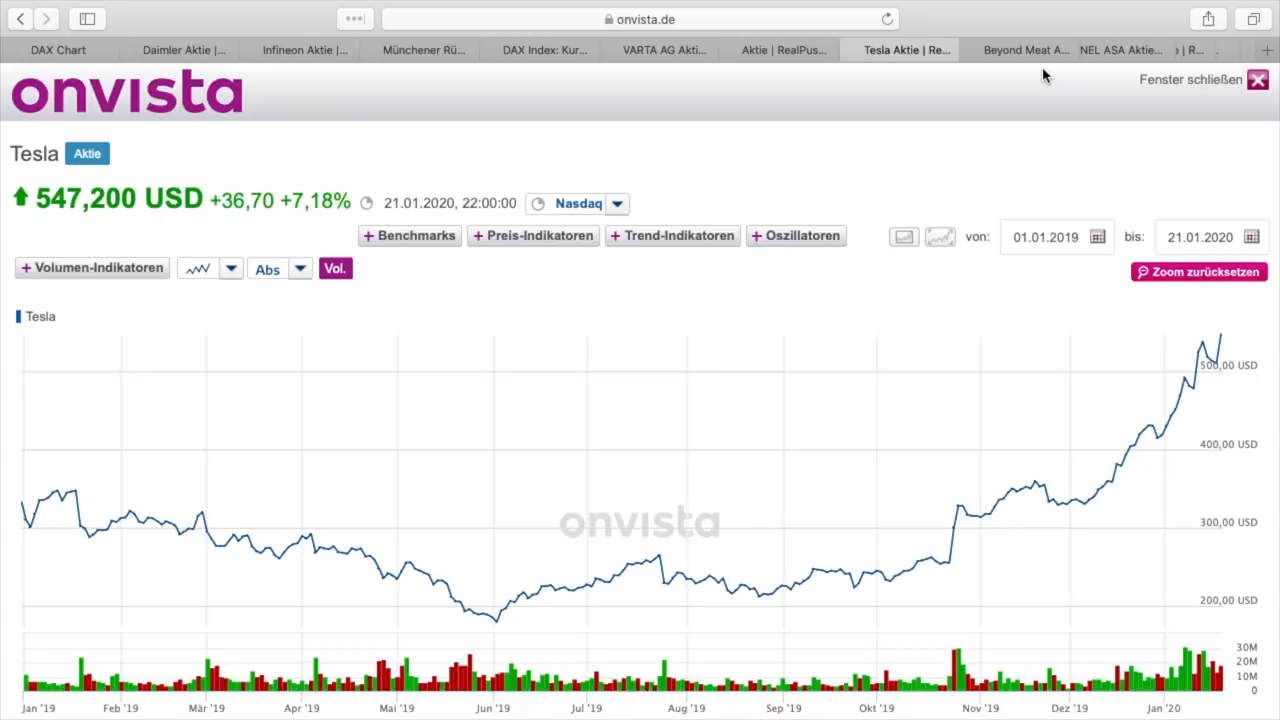 onvista.de
DAX Chart
Daimler Aktie |...
Infineon Aktie |...
Münchener Rü...
DAX Index: Kur...
VARTA AG Akti...
Aktie | RealPus...
Tesla Aktie | Re...
Beyond Meat A...
NEL ASA Aktie...
| R...
onvista
Fenster schließen
Tesla Aktie
547,200 USD +36,70 +7,18% 21.01.2020, 22:00:00 Nasdaq
+ Benchmarks + Preis-Indikatoren + Trend-Indikatoren + Oszillatoren von: 01.01.2019 bis: 21.01.2020
+ Volumen-Indikatoren Abs Vol. Zoom zurücksetzen
Tesla
500,00 USD
400,00 USD
300,00 USD
onvista
200,00 USD
30M
20M
10M
0
Jan '19 Feb '19 Mär '19 Apr '19 Mai '19 Jun '19 Jul '19 Aug '19 Sep '19 Okt '19 Nov '19 Dez '19 Jan '20